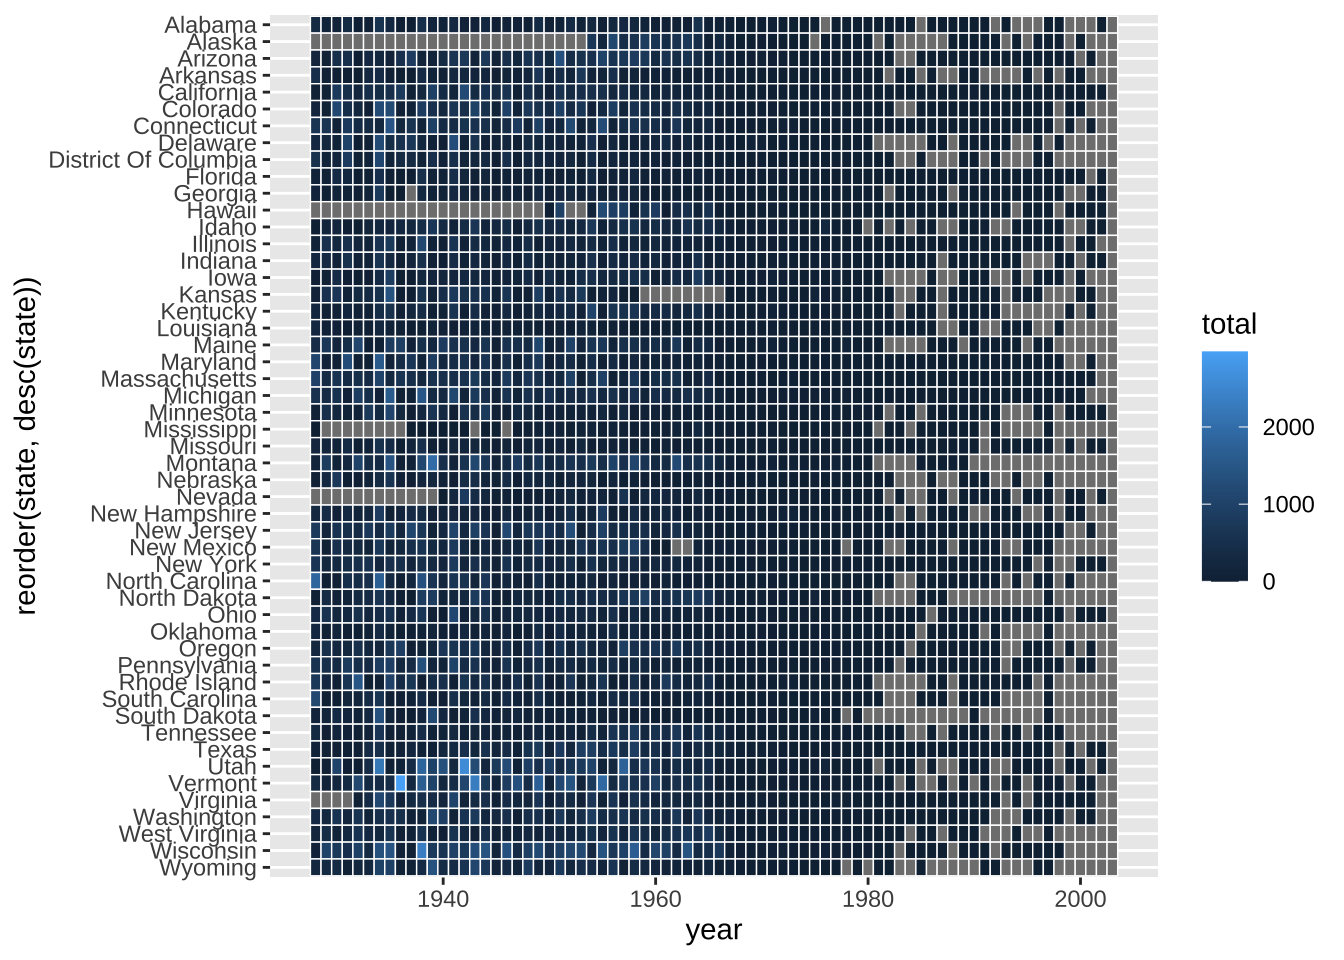 Alabama
Alaska
Arizona
Arkansas
California
Colorado
Connecticut
Delaware
District Of Columbia
Florida
Georgia
Hawaii
Idaho
Illinois
Indiana
Iowa
Kansas
Kentucky
Louisiana
Maine
Maryland
Massachusetts
Michigan
Minnesota
Mississippi
Missouri
Montana
Nebraska
Nevada
New Hampshire
New Jersey
New Mexico
New York
North Carolina
North Dakota
Ohio
Oklahoma
Oregon
Pennsylvania
Rhode Island
South Carolina
South Dakota
Tennessee
Texas
Utah
Vermont
Virginia
Washington
West Virginia
Wisconsin
Wyoming
reorder(state, desc(state))
1940 1960 1980 2000
year
total
2000
1000
0